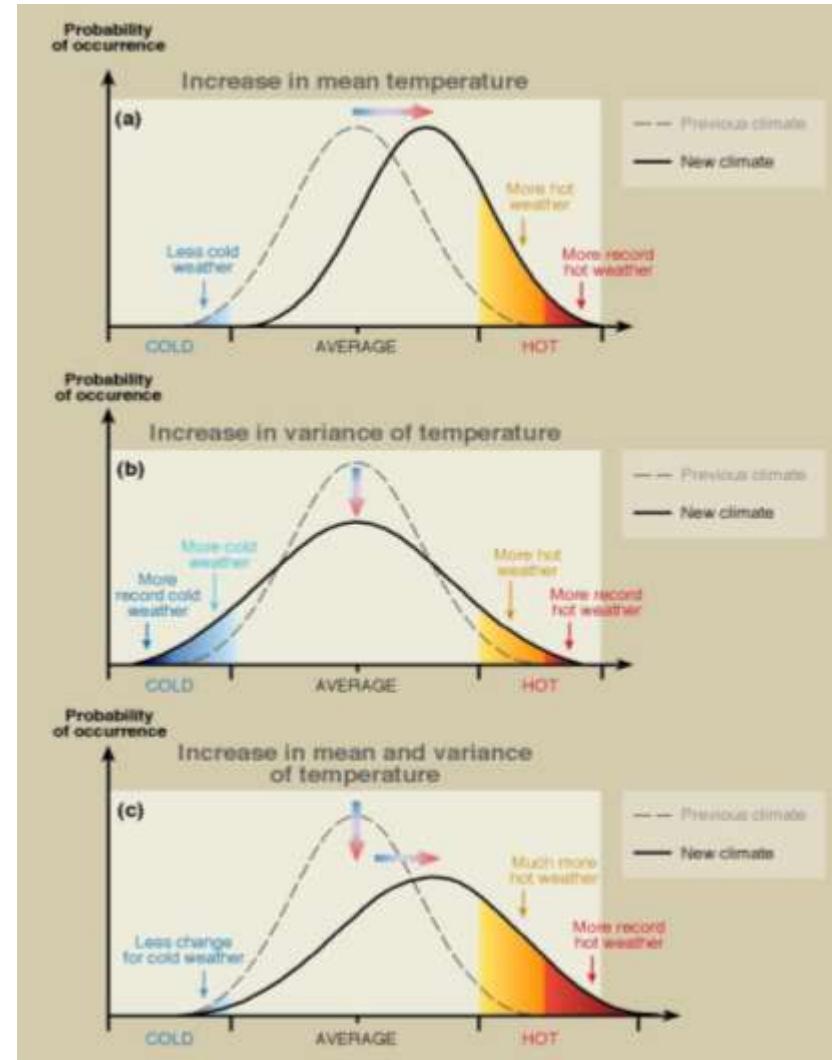 Probability
of occurrence
Increase in mean temperature
(a)
Previous climate
New climate
More hot
weather
Less cold
weather
More record
hot weather
COLD
AVERAGE
HOT
Probability
of occurence
Increase in variance of temperature
(b)
Previous climate
New climate
More cold
weather
More hot
weather
More
record cold
weather
More record
hot weather
COLD
AVERAGE
HOT
Probability
of occurrence
Increase in mean and variance
of temperature
(c)
Previous climate
New climate
Much more
hot weather
Less change
for cold weather
More record
hot weather
COLD
AVERAGE
HOT